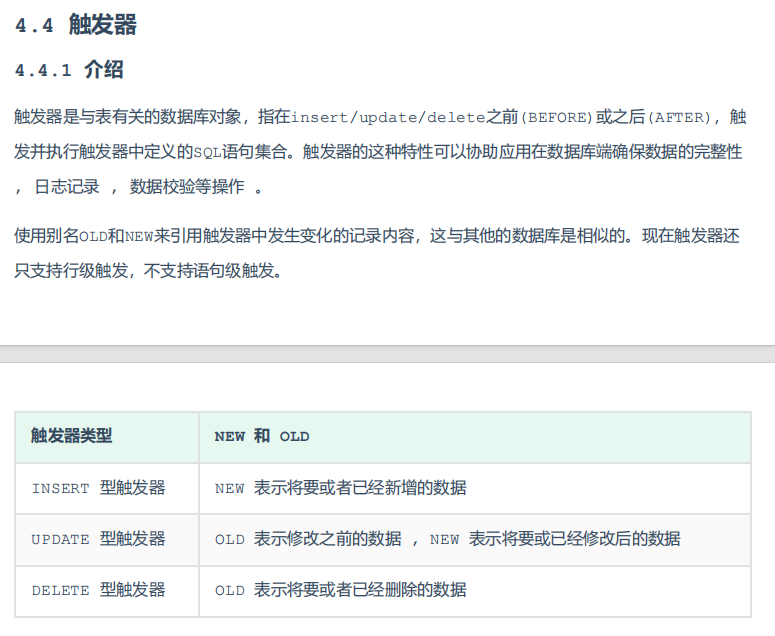 4.4 触发器
4.4.1 介绍
触发器是与表有关的数据库对象，指在insert/update/delete之前(BEFORE)或之后(AFTER)，触
发并执行触发器中定义的SQL语句集合。触发器的这种特性可以协助应用在数据库端确保数据的完整性
, 日志记录 , 数据校验等操作 。
使用别名OLD和NEW来引用触发器中发生变化的记录内容，这与其他的数据库是相似的。现在触发器还
只支持行级触发，不支持语句级触发。
触发器类型 NEW 和 OLD
INSERT 型触发器 NEW 表示将要或者已经新增的数据
UPDATE 型触发器 OLD 表示修改之前的数据 , NEW 表示将要或已经修改后的数据
DELETE 型触发器 OLD 表示将要或者已经删除的数据